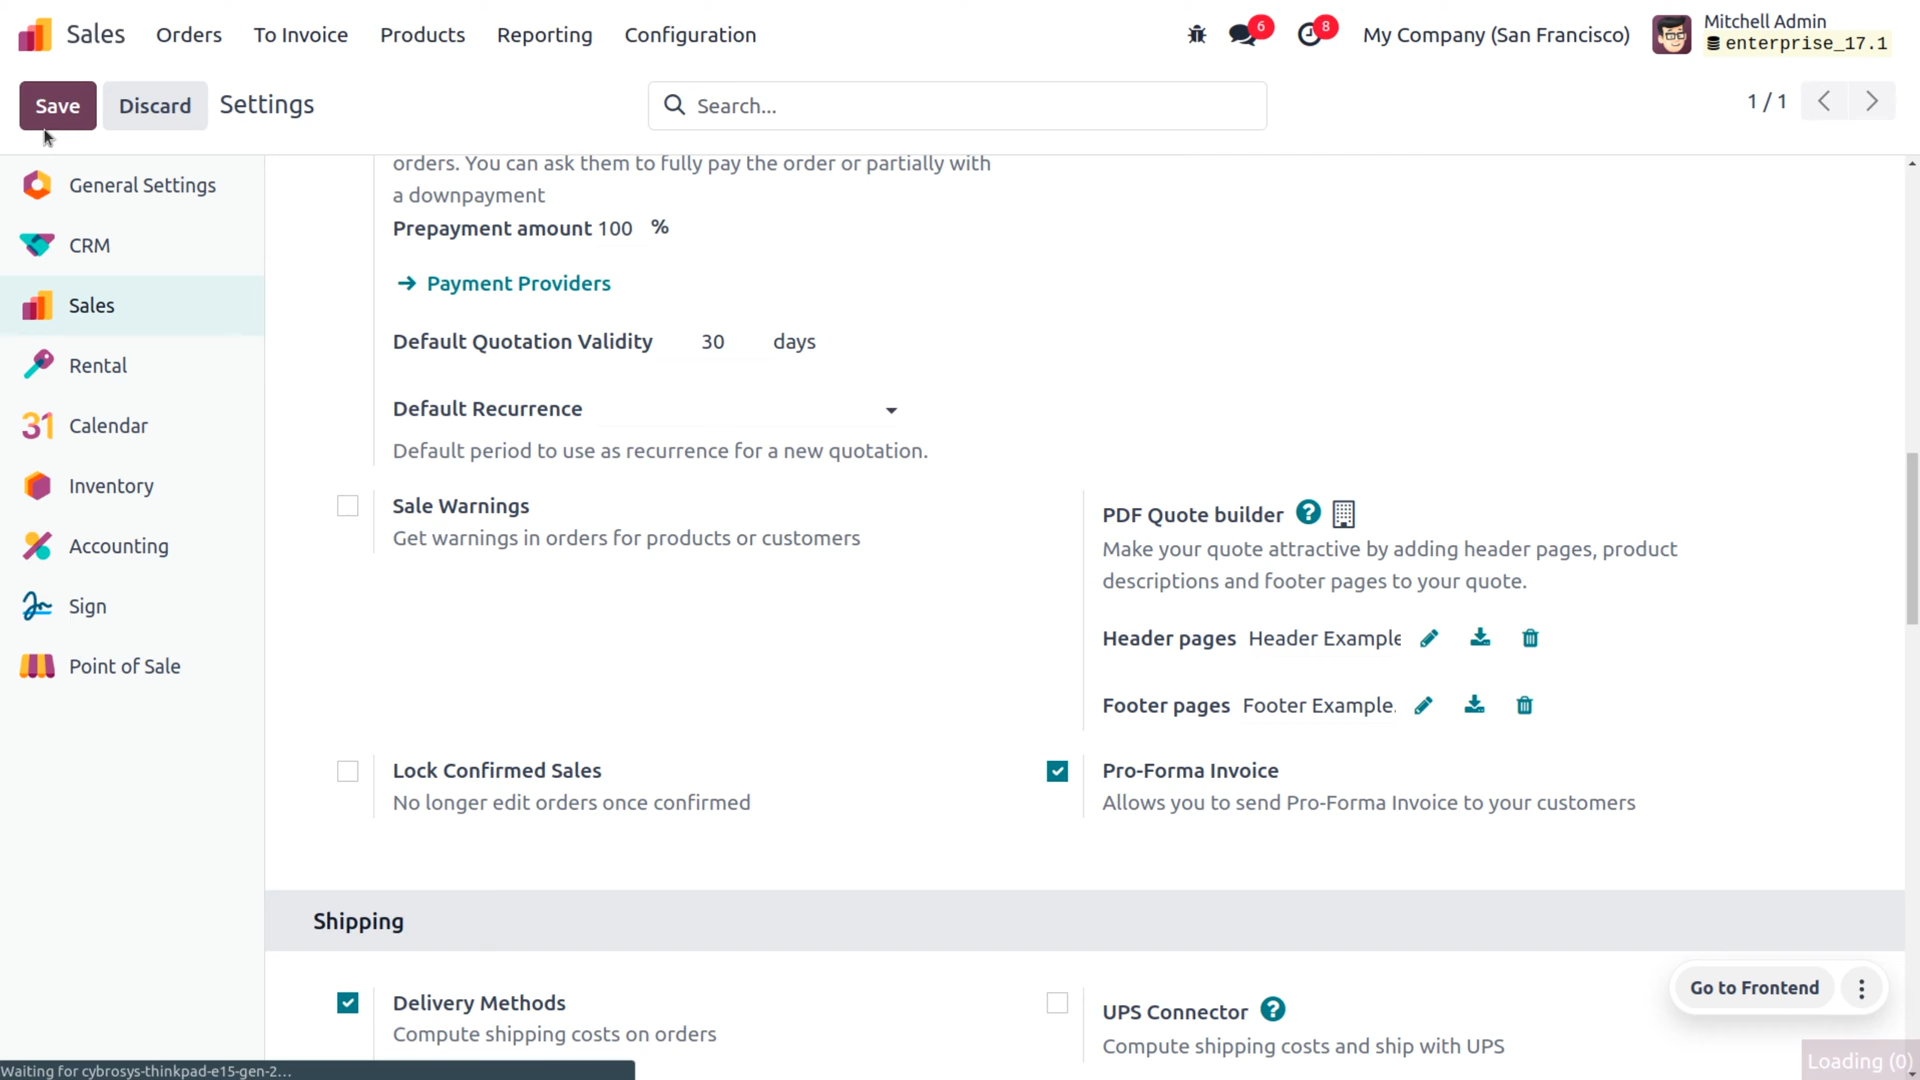 Sales Orders To Invoice Products Reporting Configuration 6 8 My Company (San Francisco) Mitchell Admin
enterprise_17.1
Save Discard Settings Search... 1 / 1
General Settings
CRM
Sales
Rental
31 Calendar
Inventory
Accounting
Sign
Point of Sale
orders. You can ask them to fully pay the order or partially with
a downpayment
Prepayment amount 100 %
→ Payment Providers
Default Quotation Validity 30 days
Default Recurrence
Default period to use as recurrence for a new quotation.
Sale Warnings
Get warnings in orders for products or customers
PDF Quote builder ?
Make your quote attractive by adding header pages, product
descriptions and footer pages to your quote.
Header pages Header Example
Footer pages Footer Example.
Lock Confirmed Sales
No longer edit orders once confirmed
Pro-Forma Invoice
Allows you to send Pro-Forma Invoice to your customers
Shipping
Delivery Methods
Compute shipping costs on orders
UPS Connector ?
Compute shipping costs and ship with UPS
Go to Frontend
Loading (0)
Waiting for cybrosys-thinkpad-e15-gen-2...